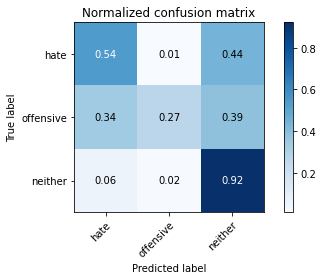 Normalized confusion matrix
True label
hate 0.54 0.01 0.44
offensive 0.34 0.27 0.39
neither 0.06 0.02 0.92
hate offensive neither
Predicted label
0.8
0.6
0.4
0.2